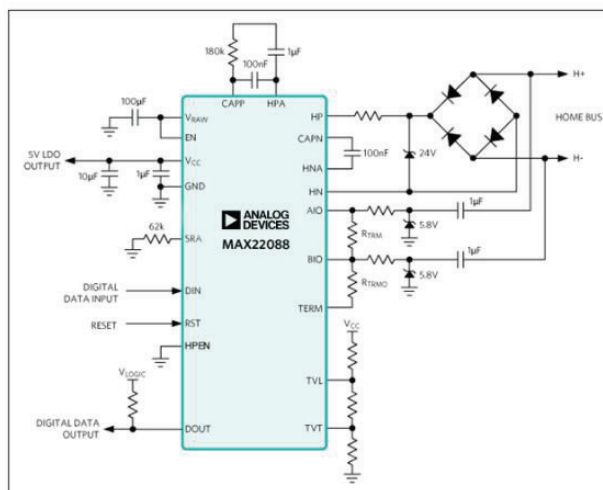 180k
1µF
100nF
CAPP
HPA
100µF
VRAW
EN
5V LDO
OUTPUT
VCC
10µF
1µF
GND
62k
SRA
DIGITAL
DATA INPUT
DIN
RESET
RST
HPEN
VLOGIC
DIGITAL DATA
OUTPUT
DOUT
ANALOG
DEVICES
MAX22088
HP
CAPN
HNA
100nF
HN
24V
H+
HOME BUS
H-
AIO
1µF
5.8V
RTRM
BIO
1µF
5.8V
RTRMO
TERM
VCC
TVL
TVT